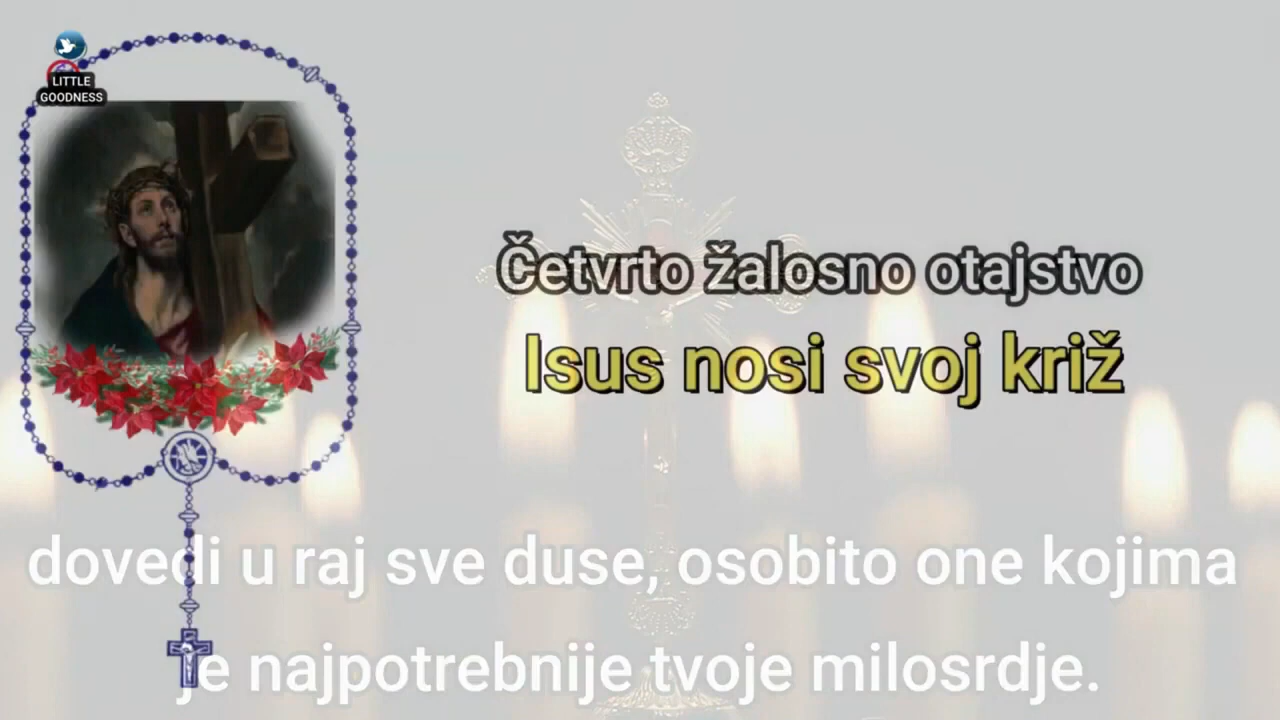 LITTLE
GOODNESS
Četvrto žalosno otajstvo
Isus nosi svoj križ
dovedi u raj sve duse, osobito one kojima
je najpotrebnije tvoje milosrdje.